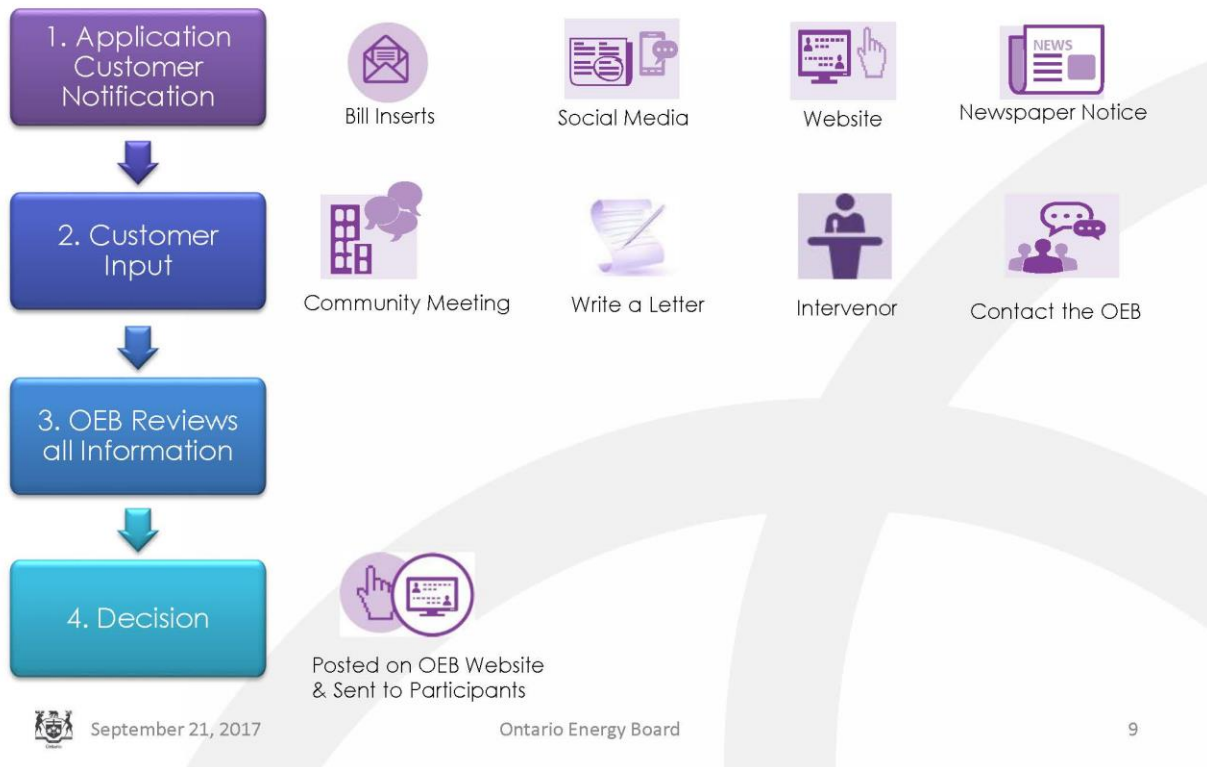 1. Application
Customer
Notification
Bill Inserts
Social Media
Website
NEWS
Newspaper Notice
2. Customer
Input
Community Meeting
Write a Letter
Intervenor
Contact the OEB
3. OEB Reviews
all Information
4. Decision
Posted on OEB Website
& Sent to Participants
Ontario
September 21, 2017
Ontario Energy Board
9